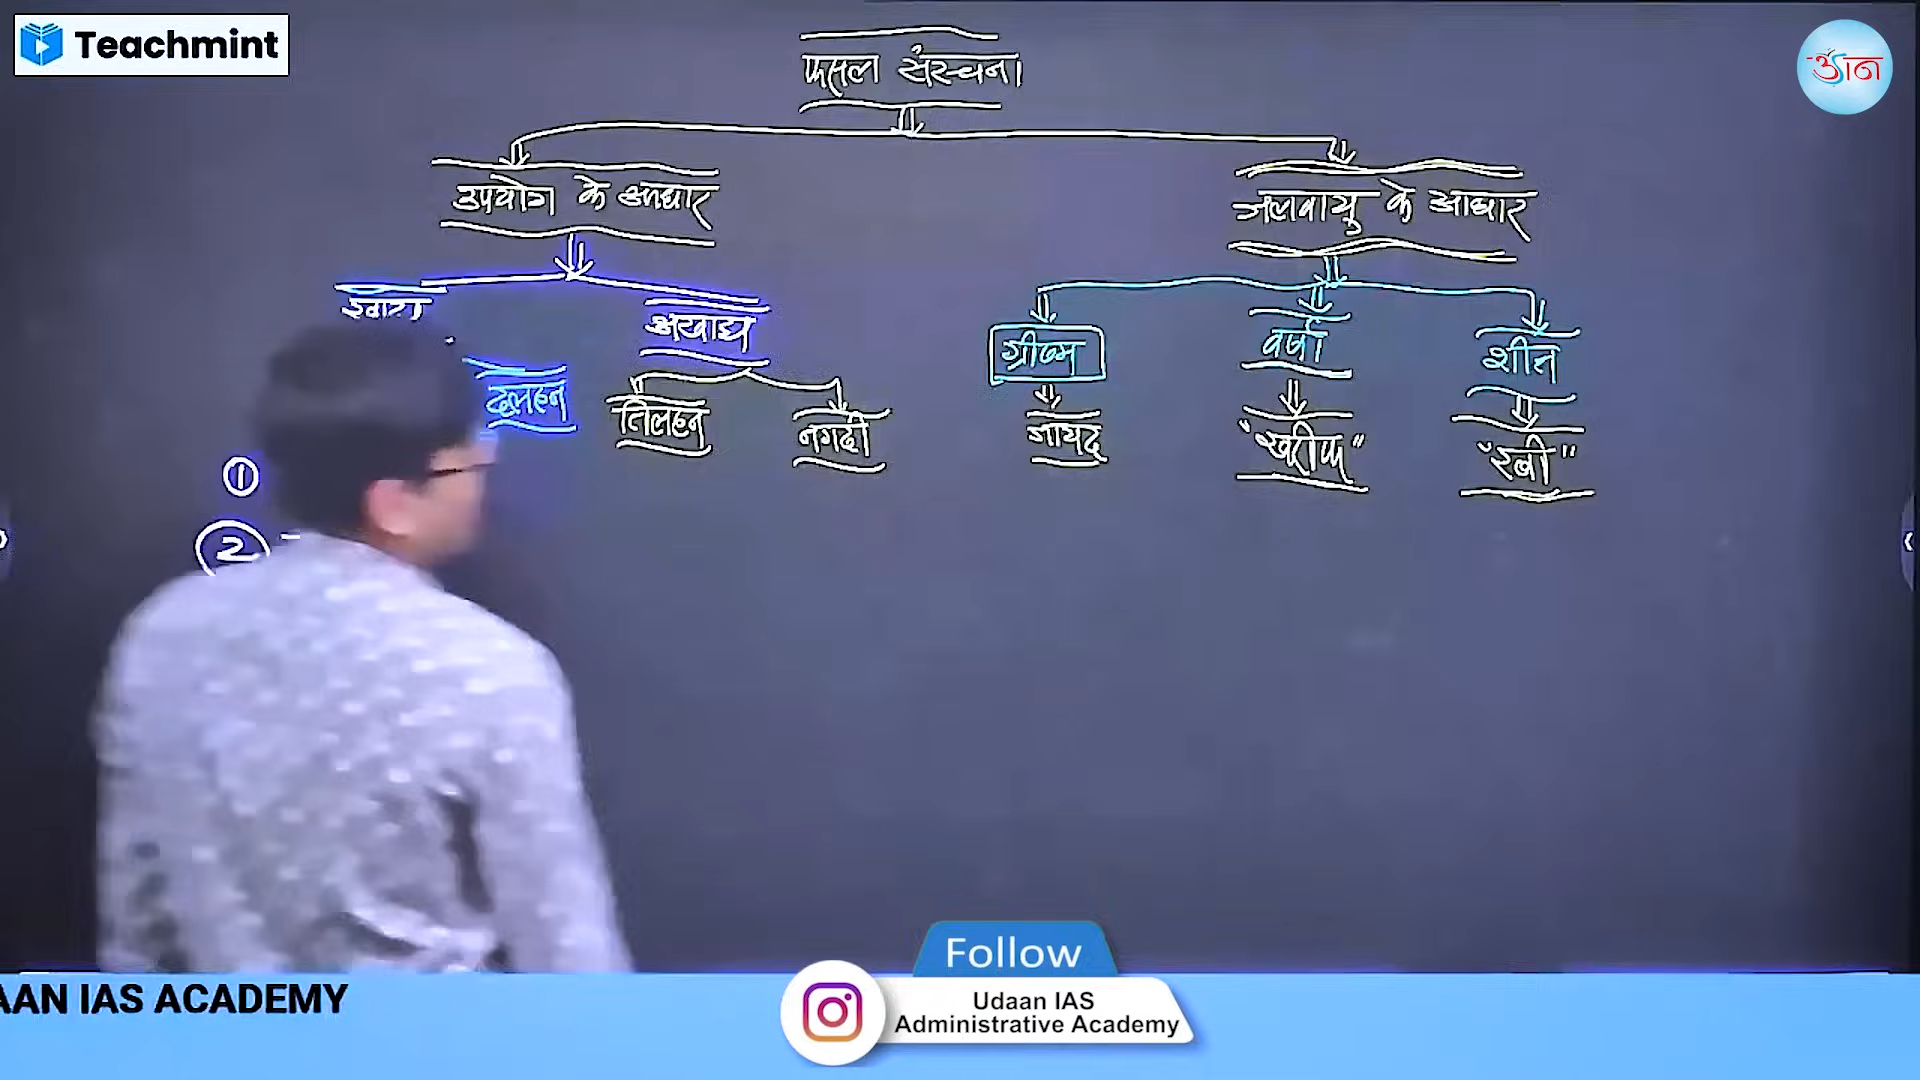 Teachmint
उडान
फसल संरचना
उपयोग के आधार
जलवायु के आधार
खाद्य
अखाद्य
ग्रीष्म
वर्षा
शीत
दलहन
तिलहन
नगदी
जायद
"खरीफ"
"रबी"
①
②
AAN IAS ACADEMY
Follow
Udaan IAS
Administrative Academy